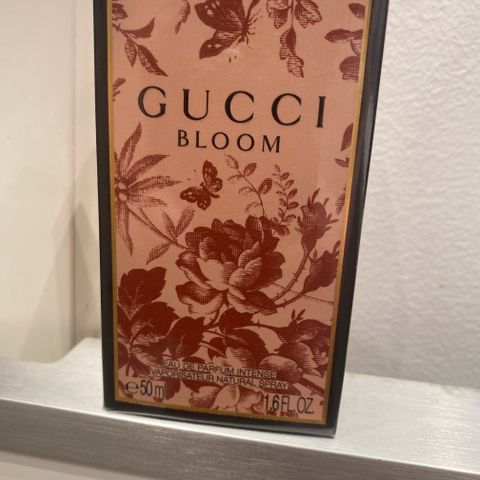 GUCCI
BLOOM
EAU DE PARFUM INTENSE
VAPORISATEUR NATURAL SPRAY
℮50 ml 1.6 FL.OZ.